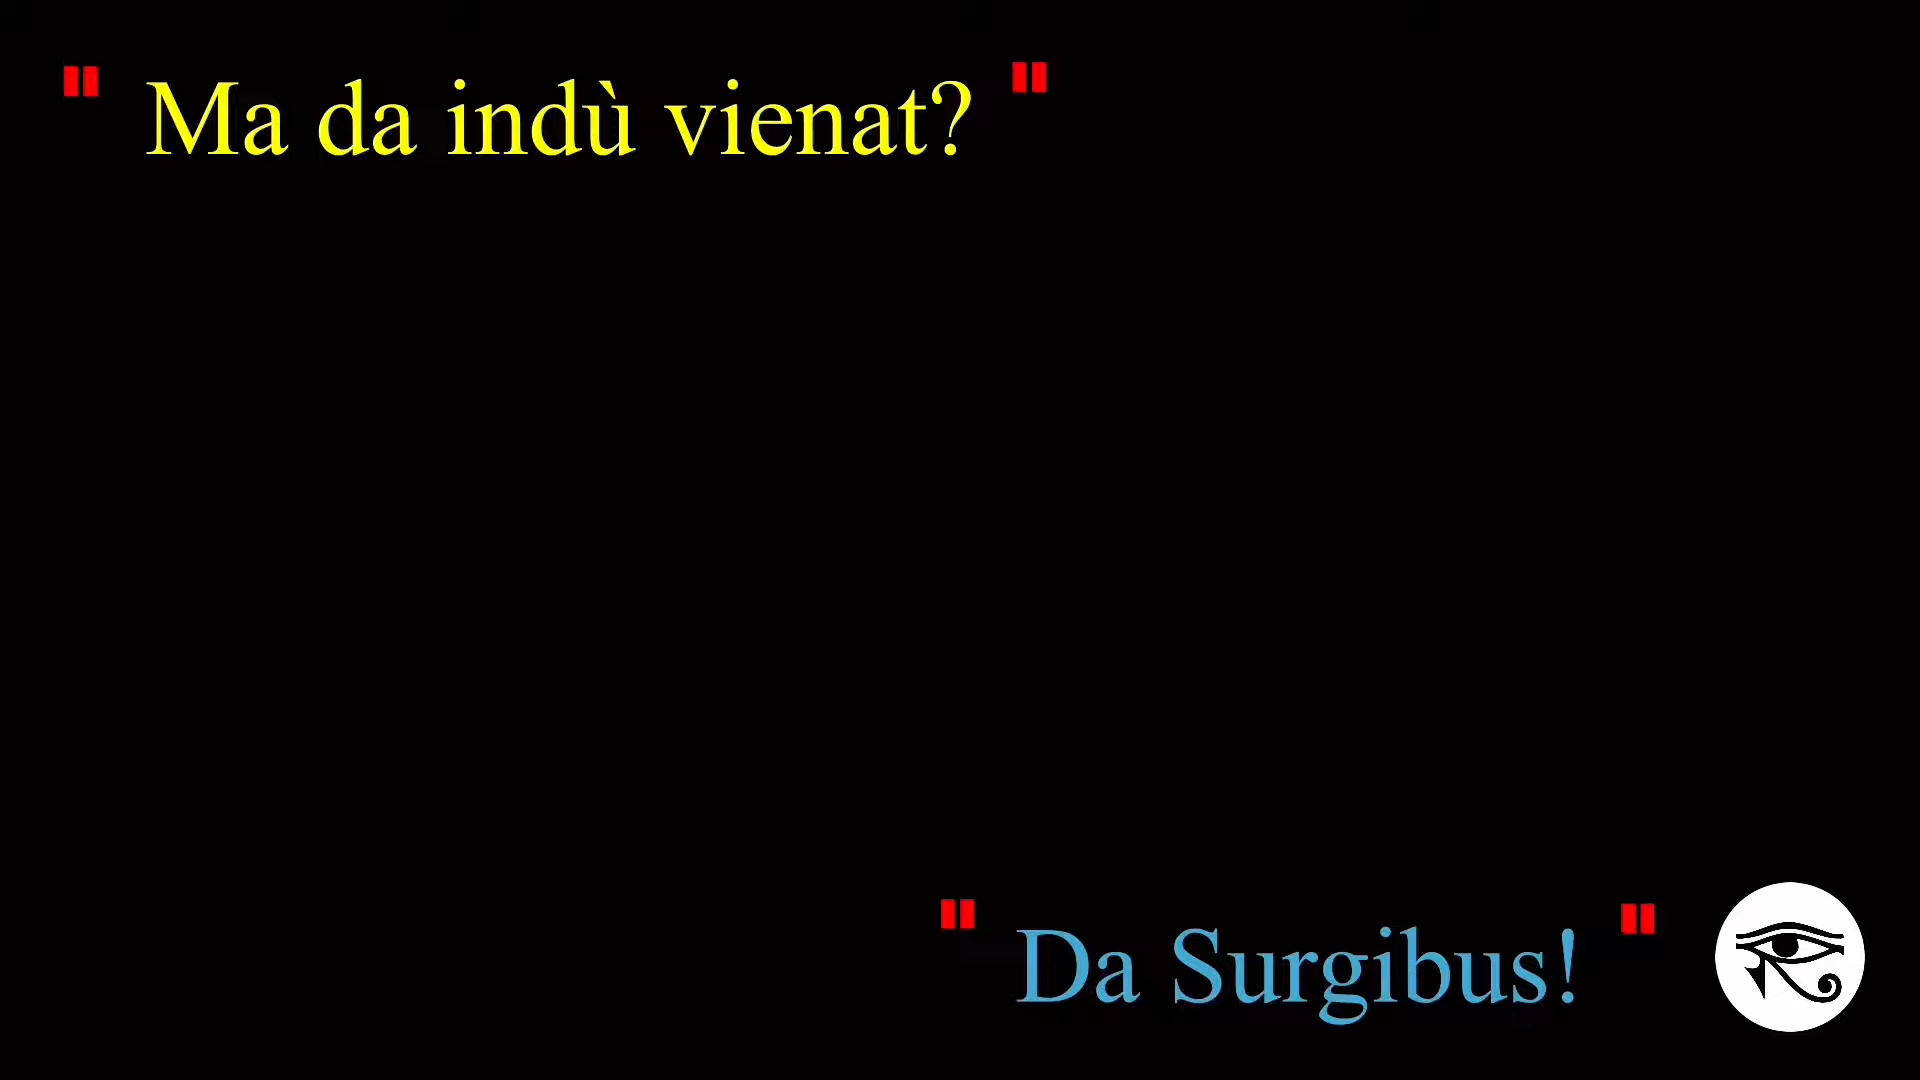 " Ma da indù vienat? "
" Da Surgibus! "